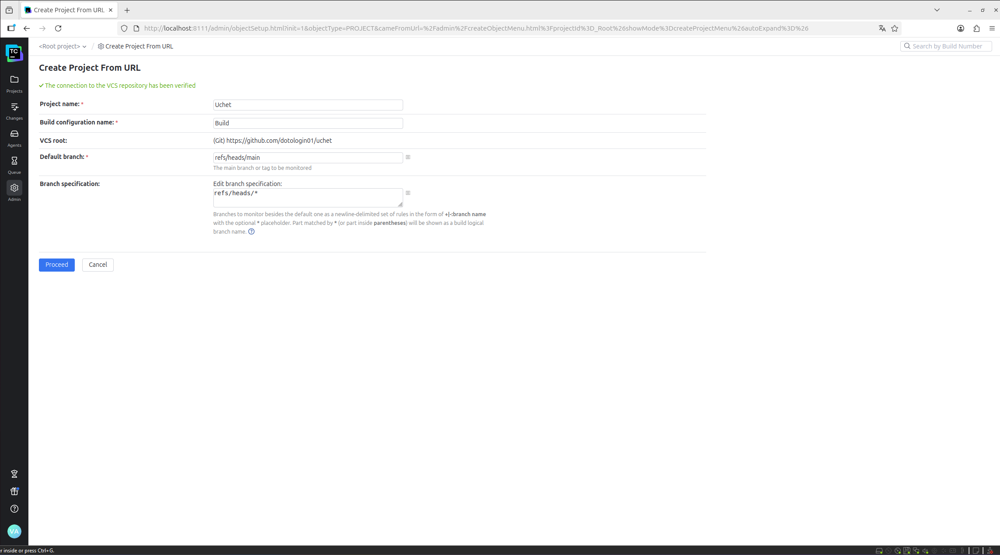 Create Project From URL
http://localhost:8111/admin/objectSetup.html?init=1&objectType=PROJECT&cameFromUrl=%2Fadmin%2FcreateObjectMenu.html%3FprojectId%3D_Root%26showMode%3DcreateProjectMenu%26autoExpand%3D%26
TC
<Root project> / Create Project From URL
Search by Build Number
Create Project From URL
The connection to the VCS repository has been verified
Projects
Changes
Agents
Queue
Admin
Project name: *
Uchet
Build configuration name: *
Build
VCS root:
(Git) https://github.com/dotologin01/uchet
Default branch: *
refs/heads/main
The main branch or tag to be monitored
Branch specification:
Edit branch specification:
refs/heads/*
Branches to monitor besides the default one as a newline-delimited set of rules in the form of +|-:branch name
with the optional * placeholder. Part matched by * (or part inside parentheses) will be shown as a build logical
branch name.
Proceed
Cancel
VA
r inside or press Ctrl+G.